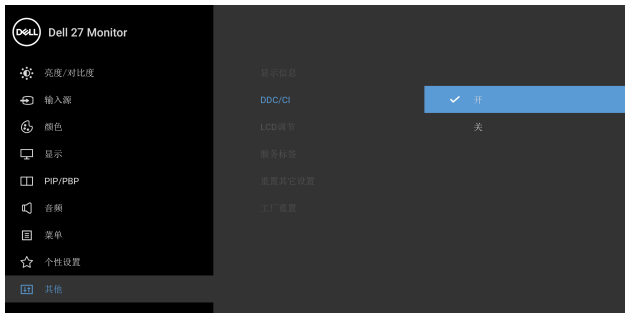 DELL
Dell 27 Monitor
亮度/对比度
输入源
颜色
显示
PIP/PBP
音频
菜单
个性设置
其他
显示信息
DDC/CI
LCD调节
服务标签
重置其它设置
工厂重置
开
关